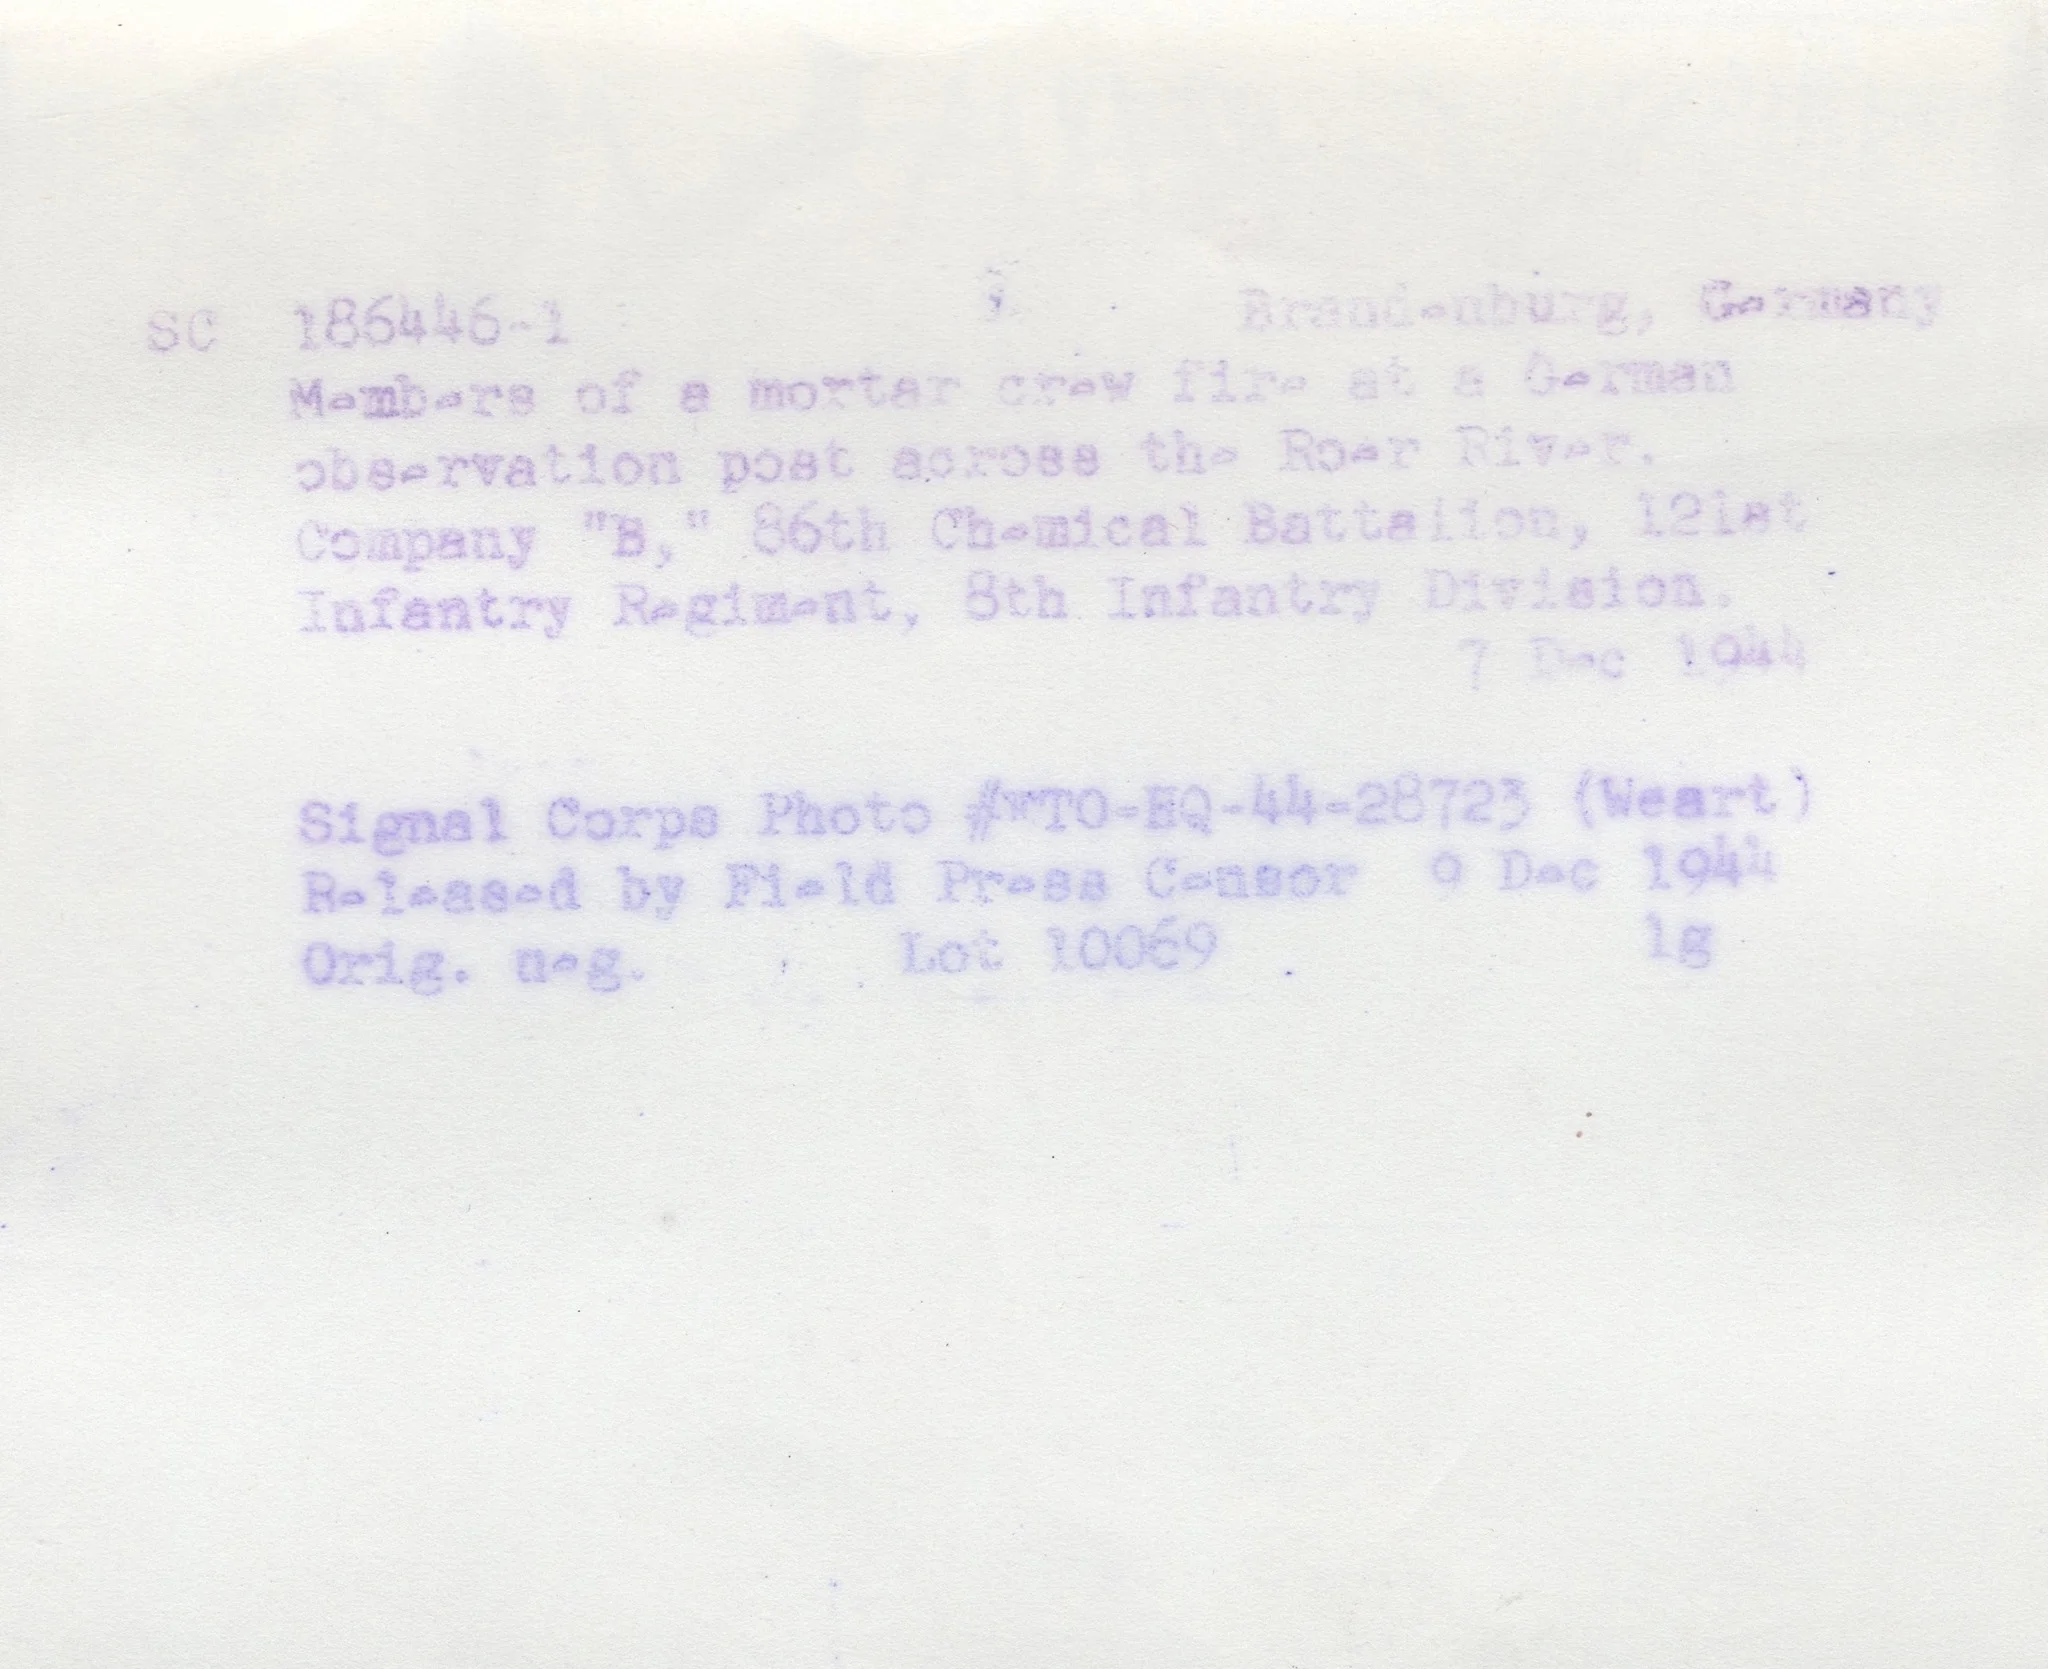 SC 186446-1 Brandenburg, Germany
Members of a mortar crew fire at a German
observation post across the Roer River.
Company "B," 86th Chemical Battalion, 121st
Infantry Regiment, 8th Infantry Division.
7 Dec 1944
Signal Corps Photo #ETO-HQ-44-28723 (Weart)
Released by Field Press Censor 9 Dec 1944
Orig. neg. Lot 10069 lg